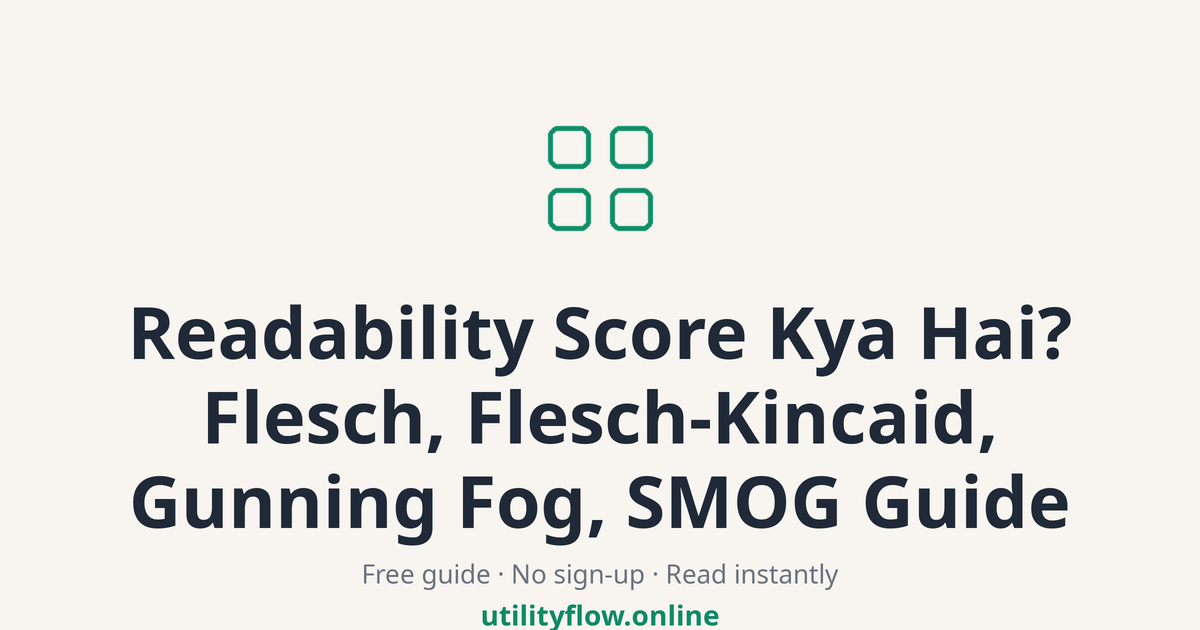 Readability Score Kya Hai?
Flesch, Flesch-Kincaid,
Gunning Fog, SMOG Guide
Free guide · No sign-up · Read instantly
utilityflow.online